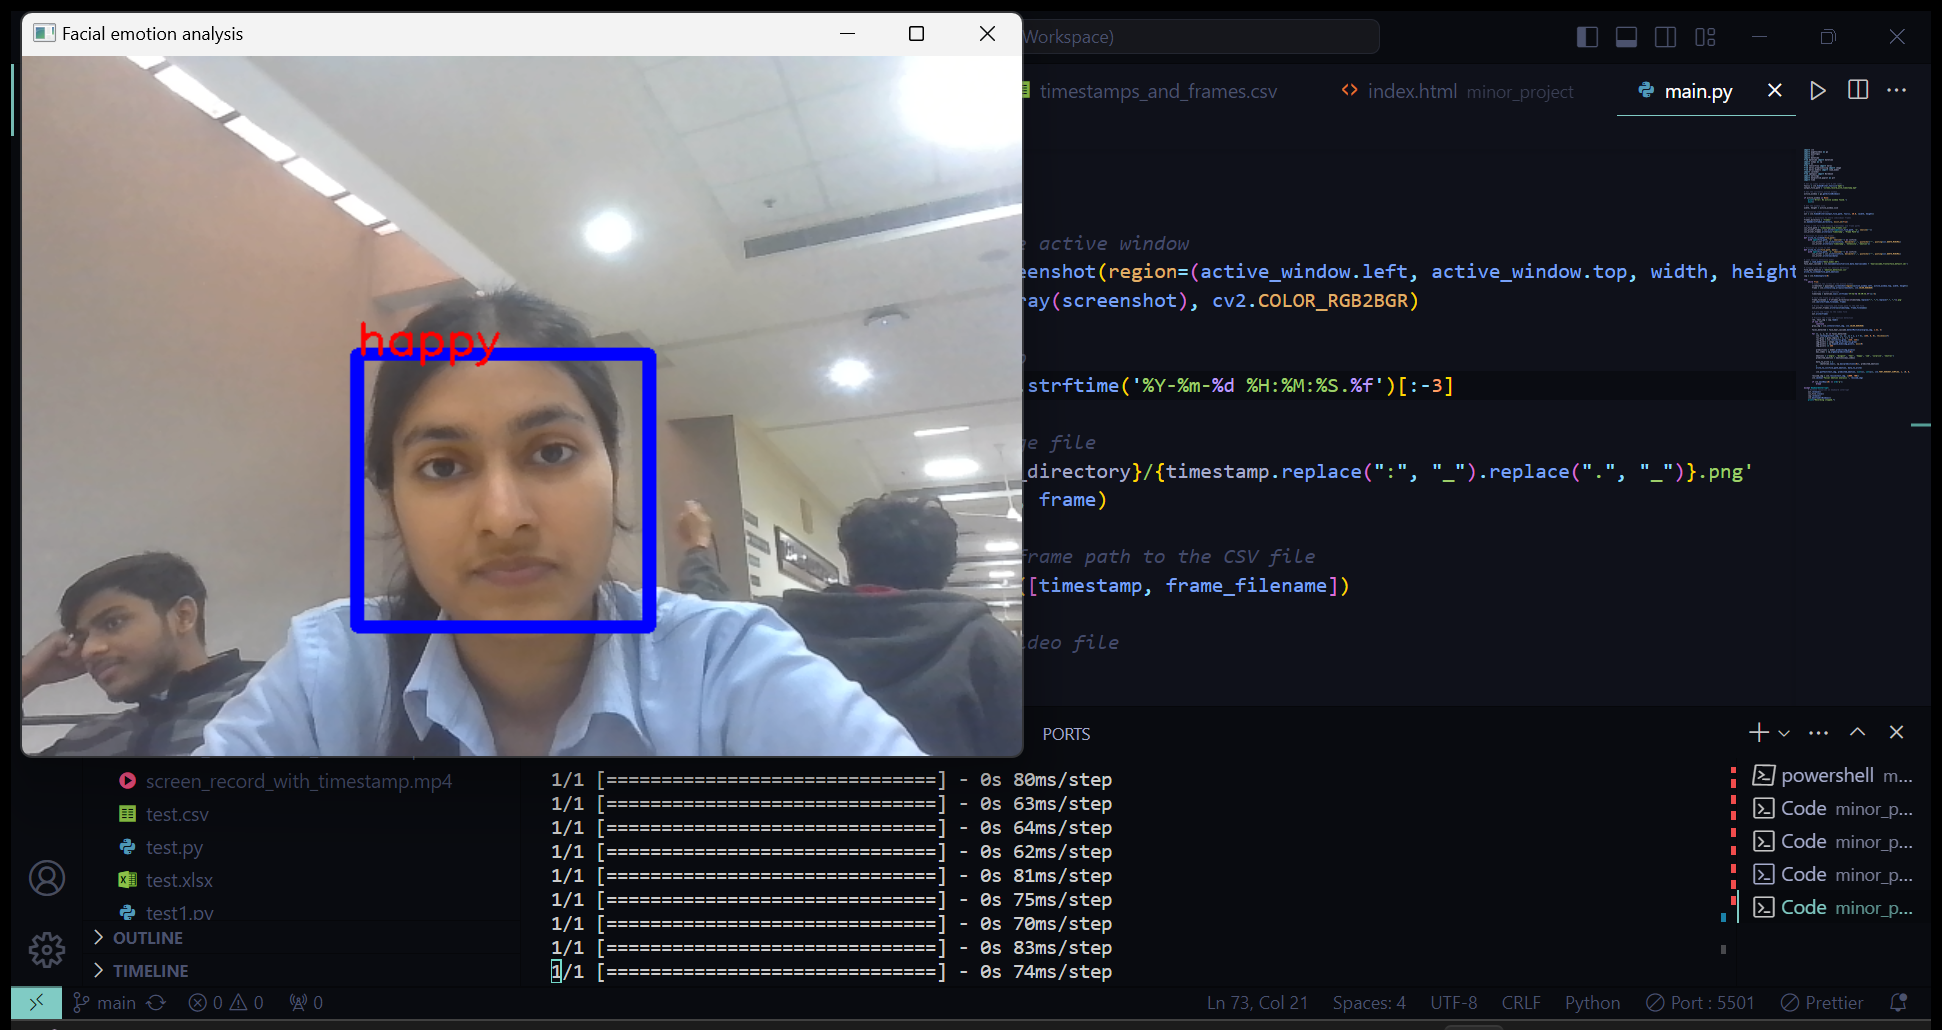 Facial emotion analysis
Workspace)
timestamps_and_frames.csv
index.html minor_project
main.py
happy
e active window
eenshot(region=(active_window.left, active_window.top, width, height
ray(screenshot), cv2.COLOR_RGB2BGR)
.strftime('%Y-%m-%d %H:%M:%S.%f')[:-3]
ge file
_directory}/{timestamp.replace(":", "_").replace(".", "_")}.png'
frame)
frame path to the CSV file
([timestamp, frame_filename])
ideo file
PORTS
screen_record_with_timestamp.mp4
test.csv
test.py
test.xlsx
test1.py
OUTLINE
TIMELINE
1/1 [==============================] - 0s 80ms/step
1/1 [==============================] - 0s 63ms/step
1/1 [==============================] - 0s 64ms/step
1/1 [==============================] - 0s 62ms/step
1/1 [==============================] - 0s 81ms/step
1/1 [==============================] - 0s 75ms/step
1/1 [==============================] - 0s 70ms/step
1/1 [==============================] - 0s 83ms/step
1/1 [==============================] - 0s 74ms/step
powershell m...
Code minor_p...
Code minor_p...
Code minor_p...
Code minor_p...
main 0 0 0
Ln 73, Col 21 Spaces: 4 UTF-8 CRLF Python Port : 5501 Prettier